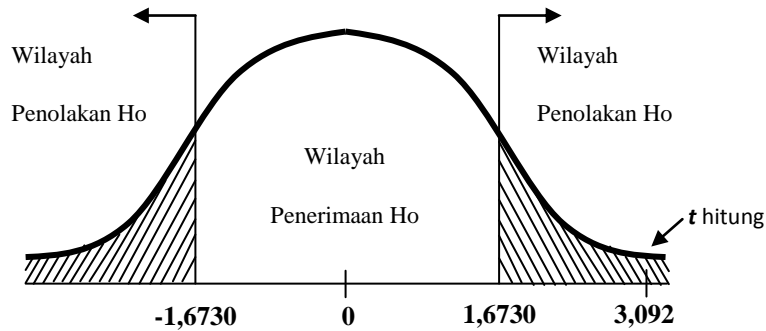 Wilayah
Penolakan Ho
Wilayah
Penerimaan Ho
Wilayah
Penolakan Ho
t hitung
-1,6730
0
1,6730
3,092